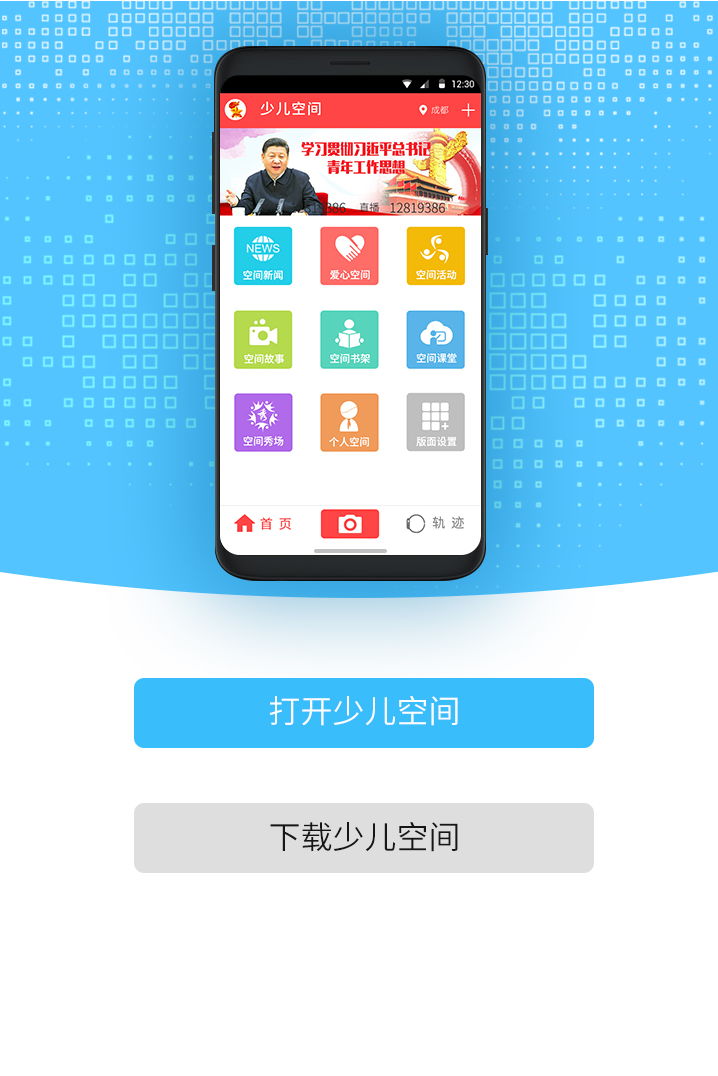 12:30
少儿空间
成都
学习贯彻习近平总书记
青年工作思想
386 直播 12819386
NEWS
空间新闻 爱心空间 空间活动
空间故事 空间书架 空间课堂
秀
空间秀场 个人空间 版面设置
首 页 轨 迹
打开少儿空间
下载少儿空间